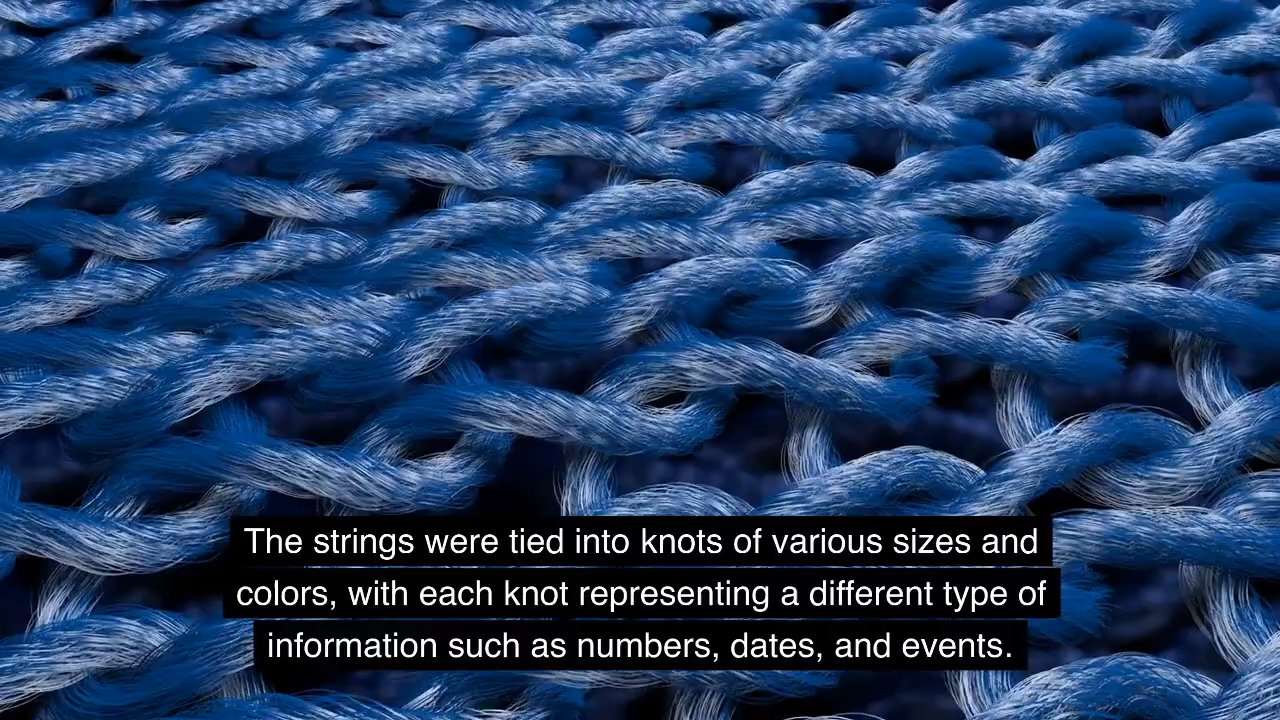 The strings were tied into knots of various sizes and
colors, with each knot representing a different type of
information such as numbers, dates, and events.